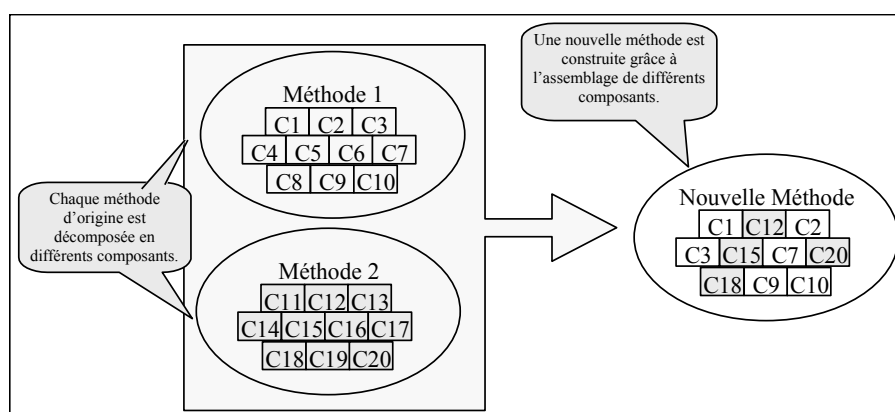 Une nouvelle méthode est
construite grâce à
l'assemblage de différents
composants.
Méthode 1
C1 C2 C3
C4 C5 C6 C7
C8 C9 C10
Chaque méthode
d'origine est
décomposée en
différents composants.
Méthode 2
C11 C12 C13
C14 C15 C16 C17
C18 C19 C20
Nouvelle Méthode
C1 C12 C2
C3 C15 C7 C20
C18 C9 C10